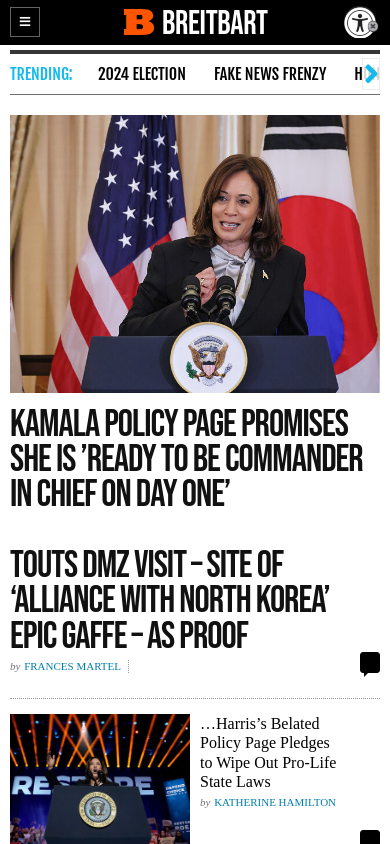 BREITBART
TRENDING: 2024 ELECTION FAKE NEWS FRENZY H
KAMALA POLICY PAGE PROMISES
SHE IS ’READY TO BE COMMANDER
IN CHIEF ON DAY ONE’
TOUTS DMZ VISIT – SITE OF
‘ALLIANCE WITH NORTH KOREA’
EPIC GAFFE – AS PROOF
by FRANCES MARTEL
…Harris’s Belated
Policy Page Pledges
to Wipe Out Pro-Life
State Laws
by KATHERINE HAMILTON